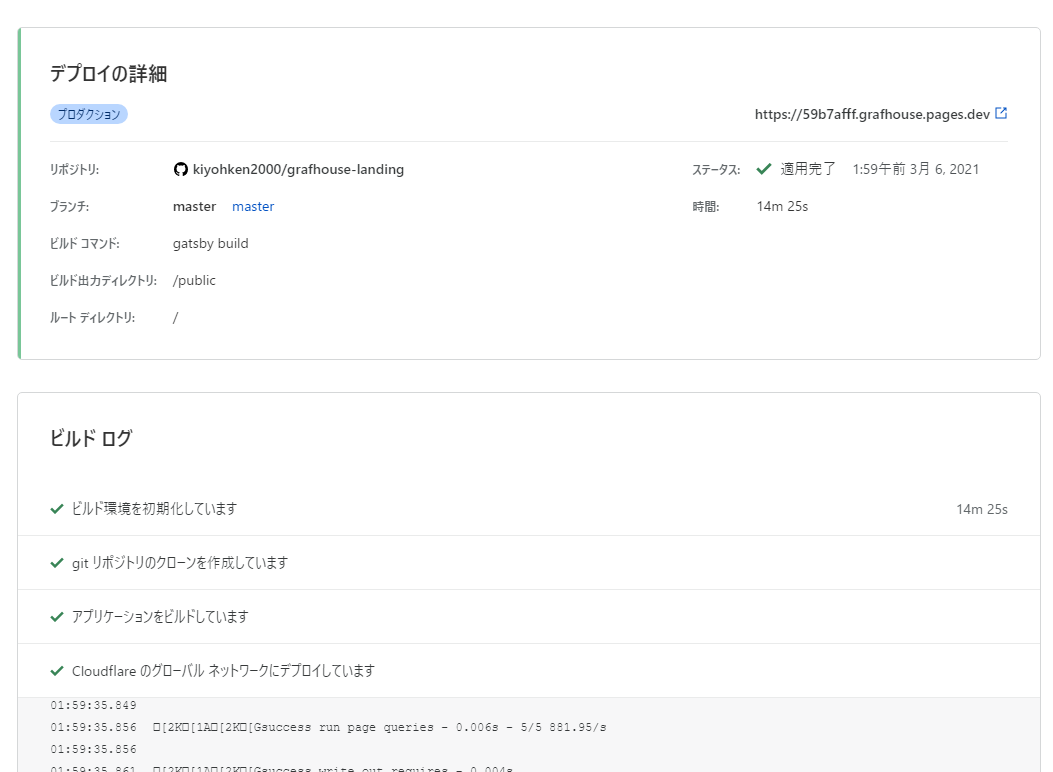 デプロイの詳細
プロダクション
https://59b7afff.grafhouse.pages.dev
リポジトリ: kiyohken2000/grafhouse-landing
ステータス: 適用完了 1:59午前 3月 6, 2021
ブランチ: master master
時間: 14m 25s
ビルド コマンド: gatsby build
ビルド出力ディレクトリ: /public
ルート ディレクトリ: /
ビルド ログ
ビルド環境を初期化しています 14m 25s
git リポジトリのクローンを作成しています
アプリケーションをビルドしています
Cloudflare のグローバル ネットワークにデプロイしています
01:59:35.849
01:59:35.856 □[2K□[1A□[2K□[Gsuccess run page queries - 0.006s - 5/5 881.95/s
01:59:35.856
01:59:35.861 □[2K□[1A□[2K□[Gsuccess write out requires - 0.004s